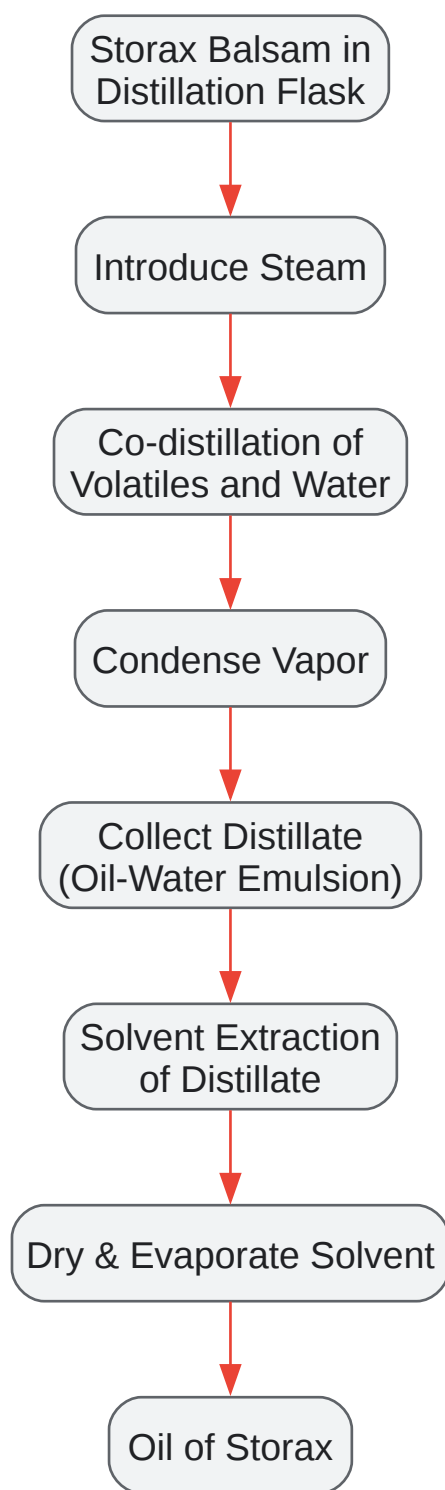 Storax Balsam in
Distillation Flask
Introduce Steam
Co-distillation of
Volatiles and Water
Condense Vapor
Collect Distillate
(Oil-Water Emulsion)
Solvent Extraction
of Distillate
Dry & Evaporate Solvent
Oil of Storax